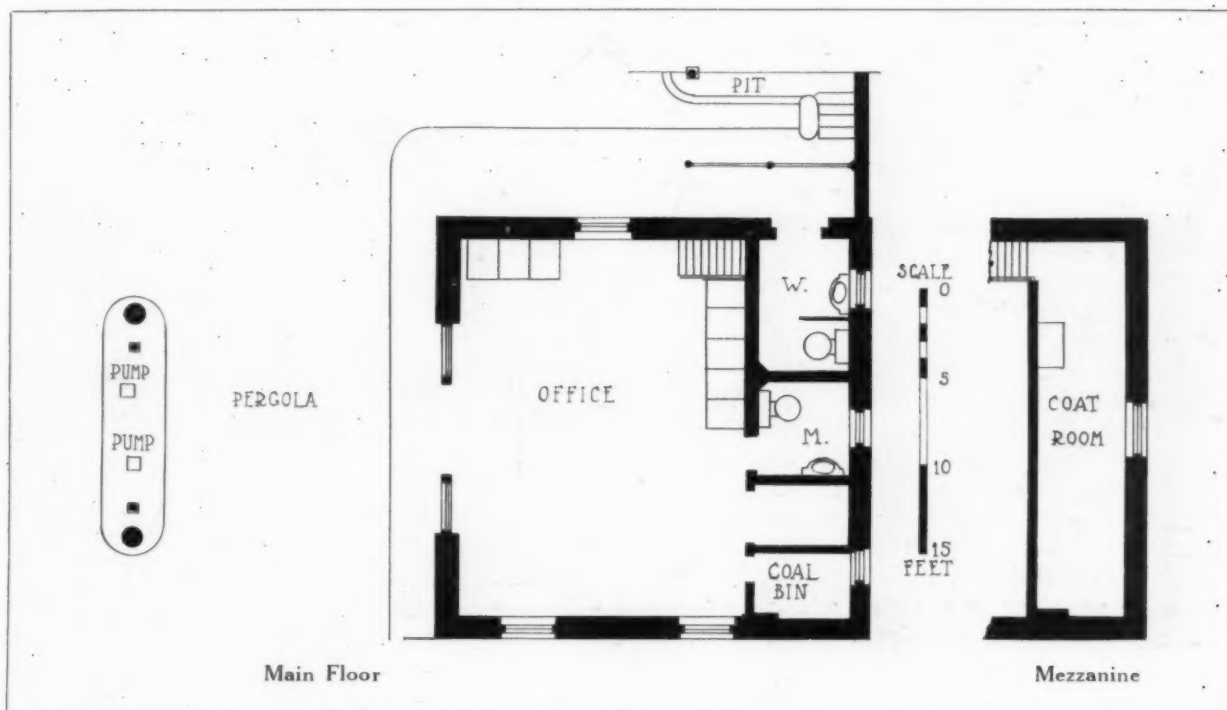 PIT
W.
SCALE
0
PUMP
PERGOLA
OFFICE
5
COAT
ROOM
PUMP
M.
10
COAL
BIN
15
FEET
Main Floor
Mezzanine